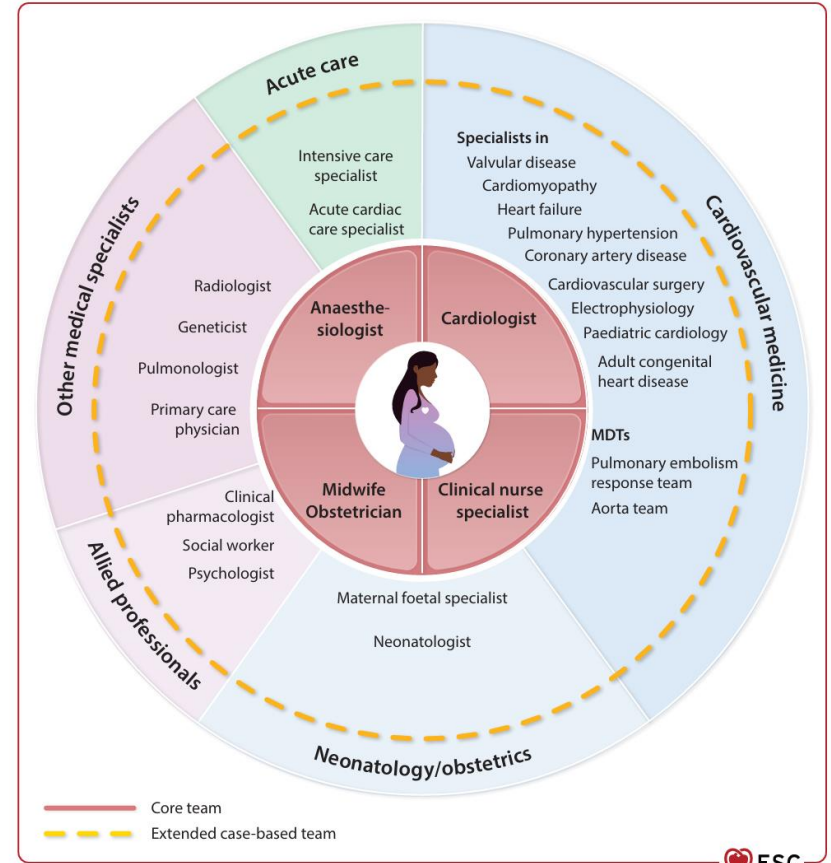 Acute care
Intensive care
specialist
Acute cardiac
care specialist
Specialists in
Valvular disease
Cardiomyopathy
Heart failure
Pulmonary hypertension
Coronary artery disease
Cardiovascular surgery
Electrophysiology
Paediatric cardiology
Adult congenital
heart disease
MDTs
Pulmonary embolism
response team
Aorta team
Cardiovascular medicine
Other medical specialists
Radiologist
Geneticist
Pulmonologist
Primary care
physician
Anaesthe-
siologist
Cardiologist
Midwife
Obstetrician
Clinical nurse
specialist
Allied professionals
Clinical
pharmacologist
Social worker
Psychologist
Maternal foetal specialist
Neonatologist
Neonatology/obstetrics
Core team
Extended case-based team
ESC